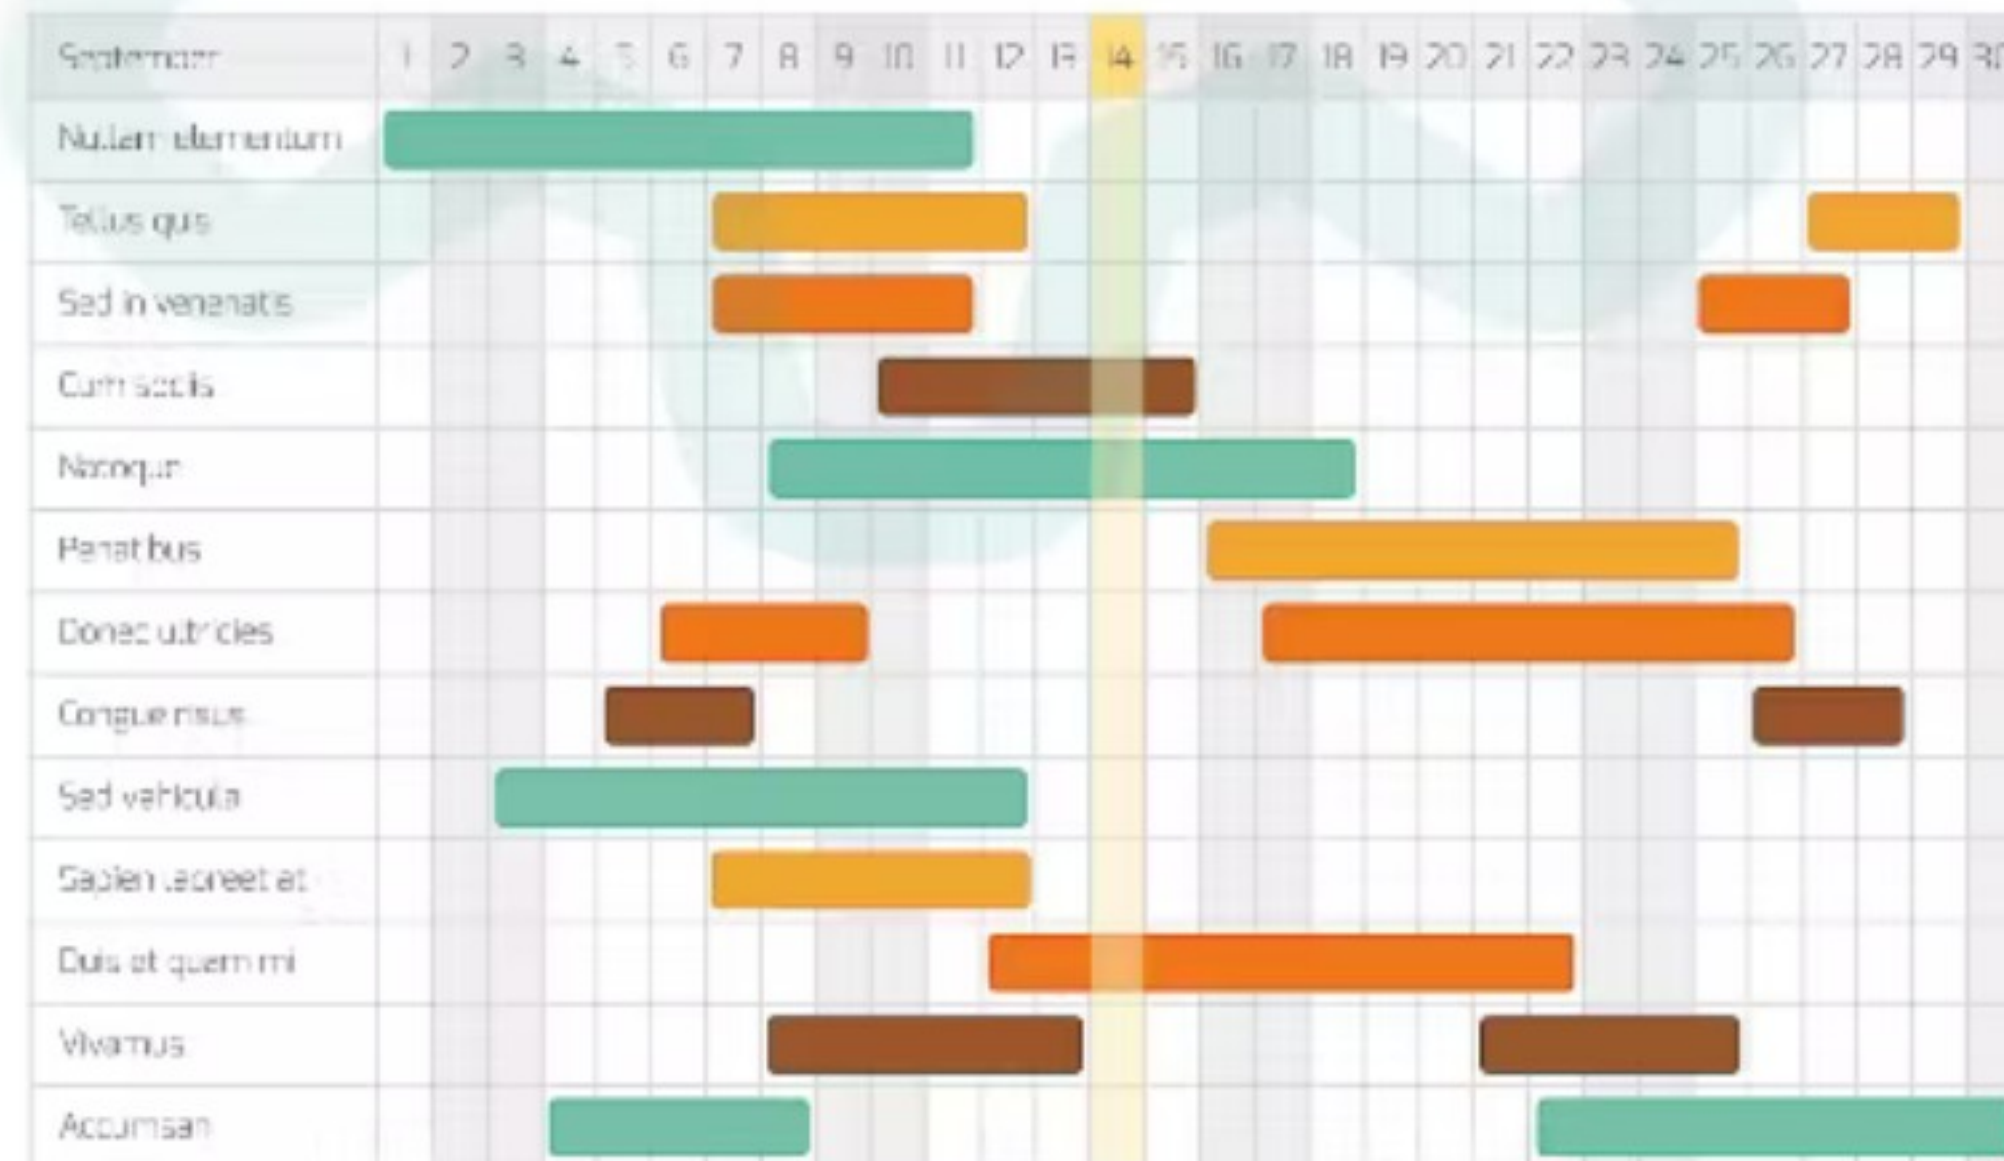 September 1 2 3 4 5 6 7 8 9 10 11 12 13 14 15 16 17 18 19 20 21 22 23 24 25 26 27 28 29 30
Nullam elementum
Tellus quis
Sed in venenatis
Cum sociis
Natoque
Penatibus
Donec ultricies
Congue risus
Sed vehicula
Sapien laoreet et
Duis et quam mi
Vivamus
Accumsan